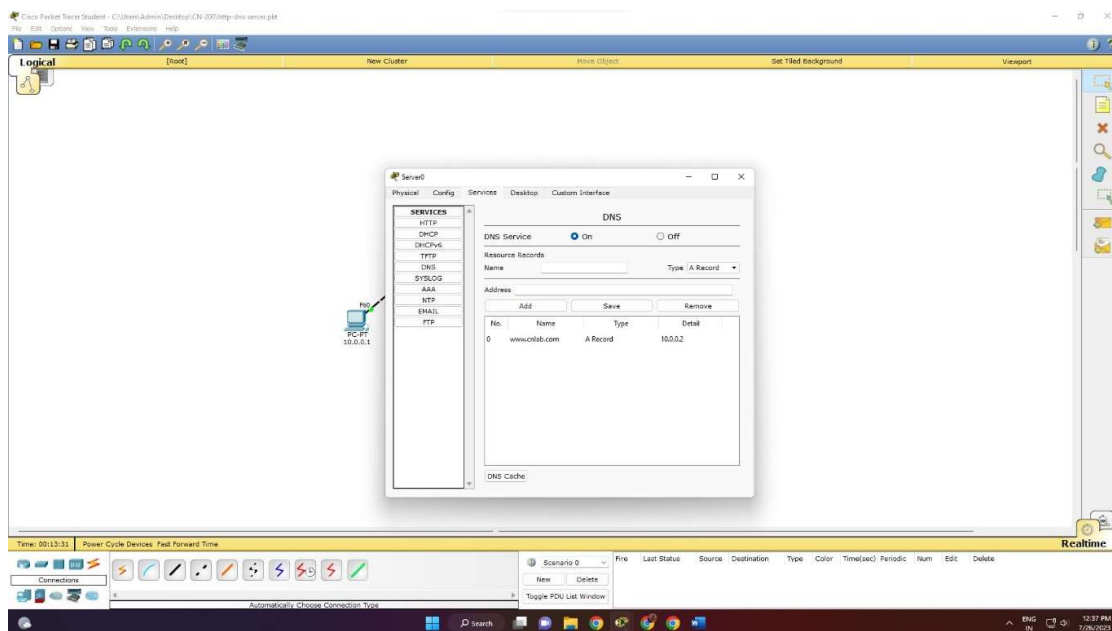 Cisco Packet Tracer Student - C:\Users\Admin\Desktop\CN-200\http-dns-server.pkt
File Edit Options View Tools Extensions Help
Logical [Root] New Cluster Move Object Set Tiled Background Viewport
Server0
Physical Config Services Desktop Custom Interface
SERVICES
HTTP
DHCP
DHCPv6
TFTP
DNS
SYSLOG
AAA
NTP
EMAIL
FTP
DNS
DNS Service On Off
Resource Records
Name Type A Record
Address
Add Save Remove
No. Name Type Detail
0 www.cnlab.com A Record 10.0.0.2
DNS Cache
PC-PT
10.0.0.1
Time: 00:13:31 Power Cycle Devices Fast Forward Time
Realtime
Connections
Automatically Choose Connection Type
Scenario 0
New Delete
Toggle PDU List Window
Fire Last Status Source Destination Type Color Time(sec) Periodic Num Edit Delete
Search
ENG
IN
12:37 PM
7/26/2023